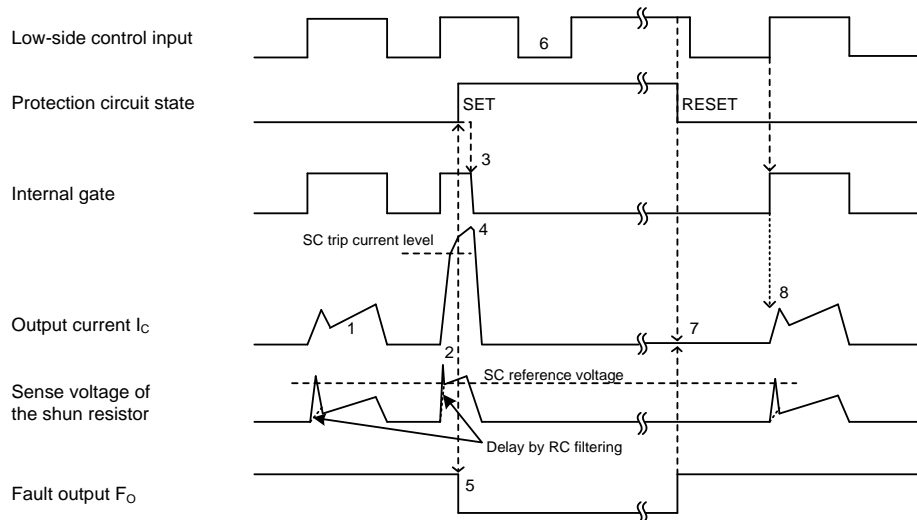 Low-side control input
6
Protection circuit state
SET
RESET
3
Internal gate
4
SC trip current level
8
Output current IC
1
7
2
SC reference voltage
Sense voltage of
the shun resistor
Delay by RC filtering
5
Fault output FO